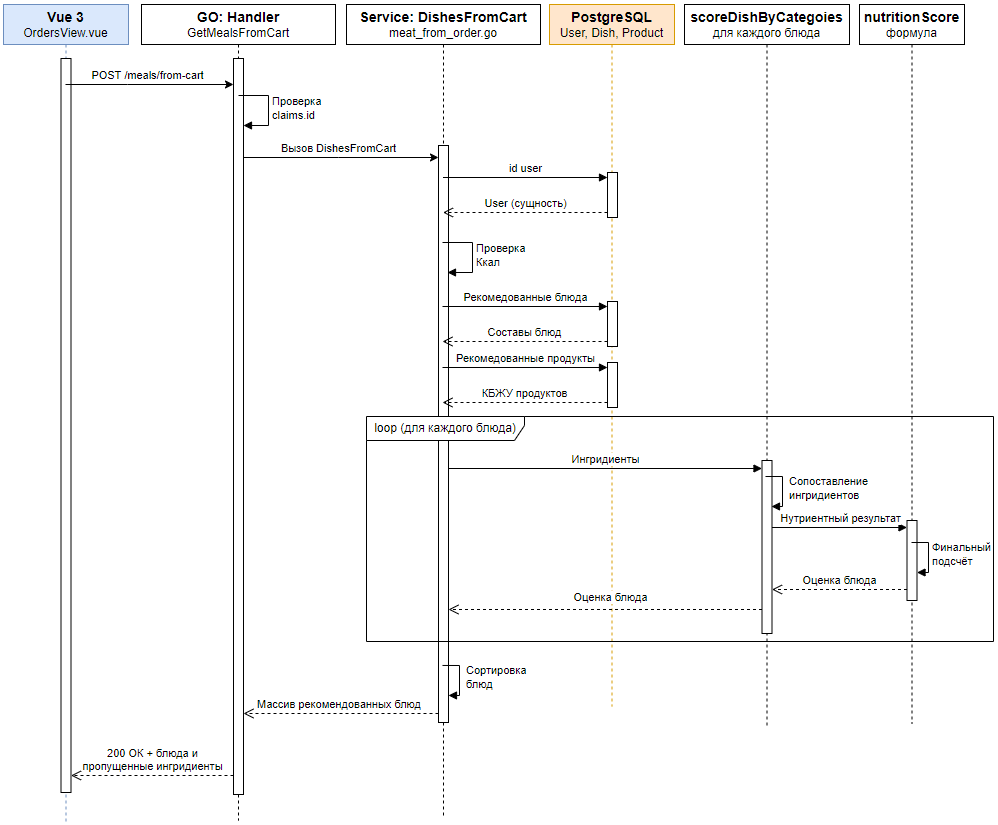 Vue 3
OrdersView.vue
GO: Handler
GetMealsFromCart
Service: DishesFromCart
meat_from_order.go
PostgreSQL
User, Dish, Product
scoreDishByCategoies
для каждого блюда
nutritionScore
формула
POST /meals/from-cart
Проверка
claims.id
Вызов DishesFromCart
id user
User (сущность)
Проверка
Ккал
Рекомедованные блюда
Составы блюд
Рекомедованные продукты
КБЖУ продуктов
loop (для каждого блюда)
Ингридиенты
Сопоставление
ингридиентов
Нутриентный результат
Финальный
подсчёт
Оценка блюда
Оценка блюда
Сортировка
блюд
Массив рекомендованных блюд
200 ОК + блюда и
пропущенные ингридиенты